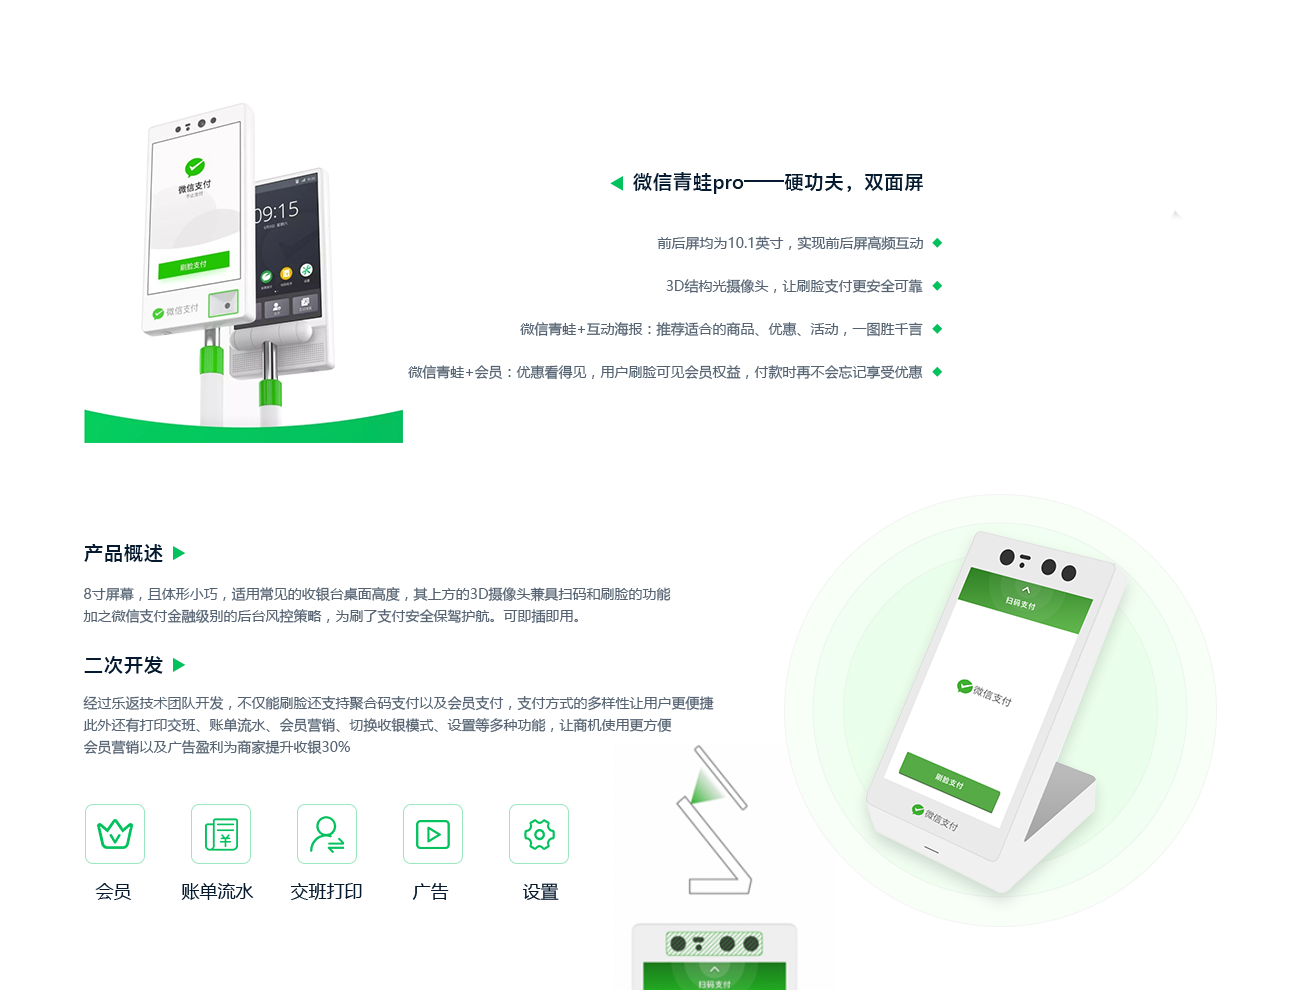 微信支付
刷脸支付
微信支付
09:15
微信青蛙pro——硬功夫，双面屏
前后屏均为10.1英寸，实现前后屏高频互动
3D结构光摄像头，让刷脸支付更安全可靠
微信青蛙+互动海报：推荐适合的商品、优惠、活动，一图胜千言
微信青蛙+会员：优惠看得见，用户刷脸可见会员权益，付款时再不会忘记享受优惠
产品概述
8寸屏幕，且体形小巧，适用常见的收银台桌面高度，其上方的3D摄像头兼具扫码和刷脸的功能
加之微信支付金融级别的后台风控策略，为刷了支付安全保驾护航。可即插即用。
二次开发
经过乐返技术团队开发，不仅能刷脸还支持聚合码支付以及会员支付，支付方式的多样性让用户更便捷
此外还有打印交班、账单流水、会员营销、切换收银模式、设置等多种功能，让商机使用更方便
会员营销以及广告盈利为商家提升收银30%
会员
账单流水
交班打印
广告
设置
扫码支付
微信支付
刷脸支付
微信支付
扫码支付